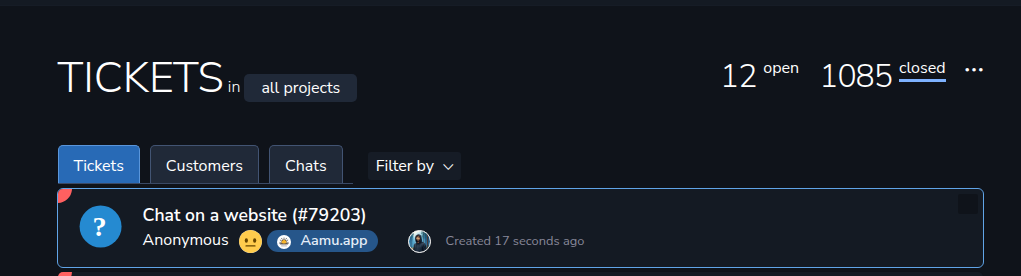 TICKETS in all projects
12 open 1085 closed ...
Tickets Customers Chats Filter by
? Chat on a website (#79203)
Anonymous Aamu.app Created 17 seconds ago